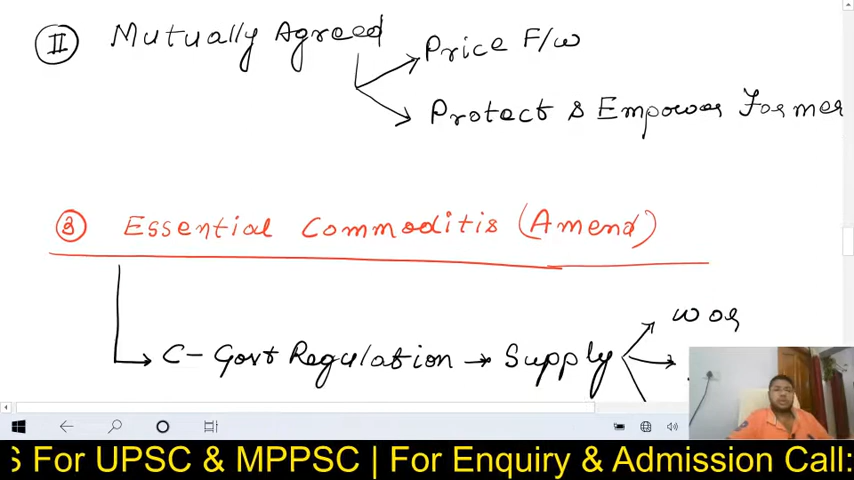 II Mutually Agreed
Price F/w
Protect & Empower Farmer
3 Essential Commoditis (Amend)
C- Govt Regulation → Supply
War
S For UPSC & MPPSC | For Enquiry & Admission Call: